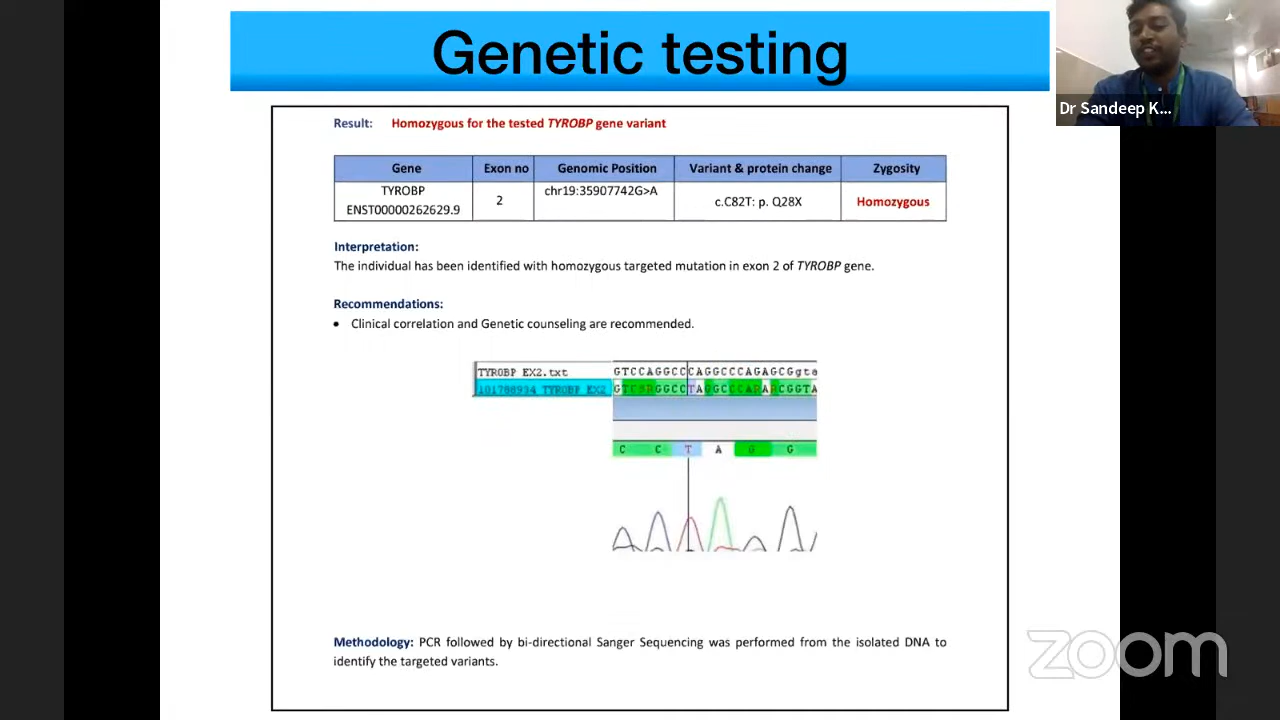 Genetic testing
Dr Sandeep K...
Result: Homozygous for the tested TYROBP gene variant
Gene Exon no Genomic Position Variant & protein change Zygosity
TYROBP
ENST00000262629.9 2 chr19:35907742G>A c.C82T: p. Q28X Homozygous
Interpretation:
The individual has been identified with homozygous targeted mutation in exon 2 of TYROBP gene.
Recommendations:
• Clinical correlation and Genetic counseling are recommended.
TYROBP EX2.txt GTCCAGGCCCAGGCCCAGAGCGgta
TYROBP EX2
C C T A G G
Methodology: PCR followed by bi-directional Sanger Sequencing was performed from the isolated DNA to
identify the targeted variants.
zoom